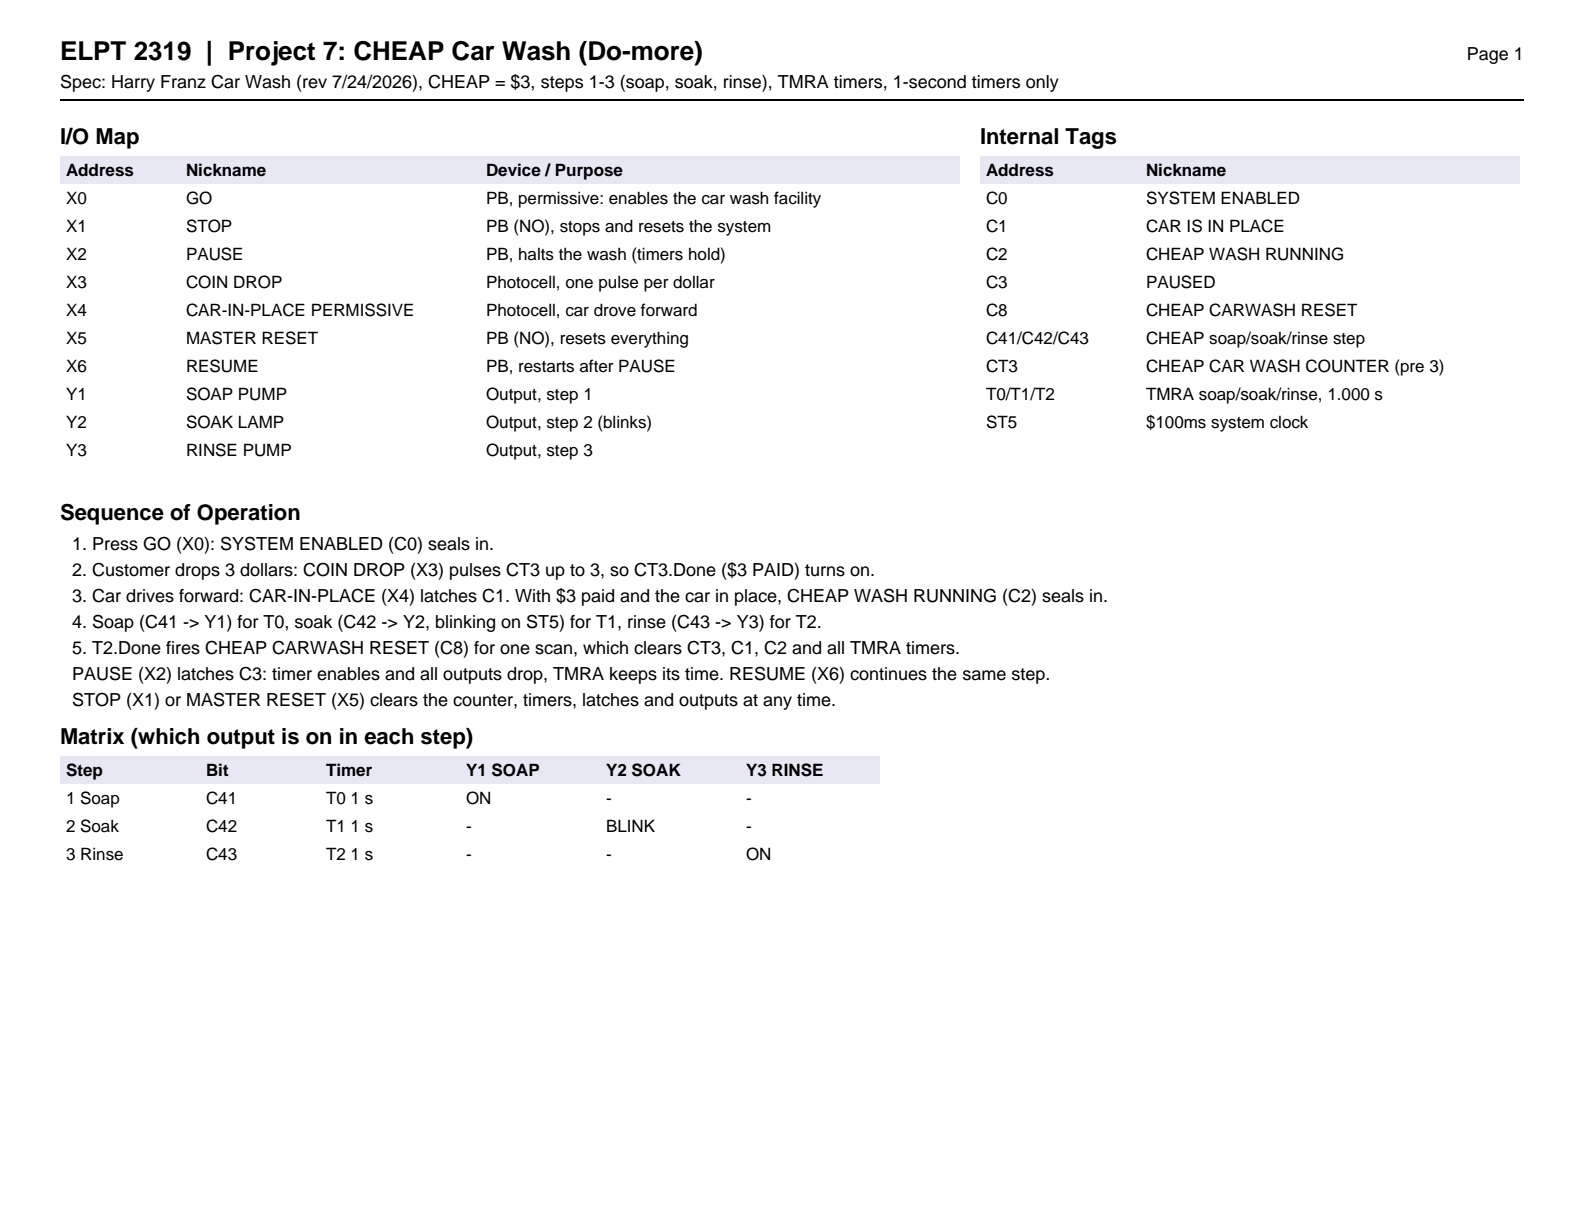 ELPT 2319 | Project 7: CHEAP Car Wash (Do-more)
Page 1
Spec: Harry Franz Car Wash (rev 7/24/2026), CHEAP = $3, steps 1-3 (soap, soak, rinse), TMRA timers, 1-second timers only
I/O Map
Address Nickname Device / Purpose
X0 GO PB, permissive: enables the car wash facility
X1 STOP PB (NO), stops and resets the system
X2 PAUSE PB, halts the wash (timers hold)
X3 COIN DROP Photocell, one pulse per dollar
X4 CAR-IN-PLACE PERMISSIVE Photocell, car drove forward
X5 MASTER RESET PB (NO), resets everything
X6 RESUME PB, restarts after PAUSE
Y1 SOAP PUMP Output, step 1
Y2 SOAK LAMP Output, step 2 (blinks)
Y3 RINSE PUMP Output, step 3
Internal Tags
Address Nickname
C0 SYSTEM ENABLED
C1 CAR IS IN PLACE
C2 CHEAP WASH RUNNING
C3 PAUSED
C8 CHEAP CARWASH RESET
C41/C42/C43 CHEAP soap/soak/rinse step
CT3 CHEAP CAR WASH COUNTER (pre 3)
T0/T1/T2 TMRA soap/soak/rinse, 1.000 s
ST5 $100ms system clock
Sequence of Operation
1. Press GO (X0): SYSTEM ENABLED (C0) seals in.
2. Customer drops 3 dollars: COIN DROP (X3) pulses CT3 up to 3, so CT3.Done ($3 PAID) turns on.
3. Car drives forward: CAR-IN-PLACE (X4) latches C1. With $3 paid and the car in place, CHEAP WASH RUNNING (C2) seals in.
4. Soap (C41 -> Y1) for T0, soak (C42 -> Y2, blinking on ST5) for T1, rinse (C43 -> Y3) for T2.
5. T2.Done fires CHEAP CARWASH RESET (C8) for one scan, which clears CT3, C1, C2 and all TMRA timers.
PAUSE (X2) latches C3: timer enables and all outputs drop, TMRA keeps its time. RESUME (X6) continues the same step.
STOP (X1) or MASTER RESET (X5) clears the counter, timers, latches and outputs at any time.
Matrix (which output is on in each step)
Step Bit Timer Y1 SOAP Y2 SOAK Y3 RINSE
1 Soap C41 T0 1 s ON - -
2 Soak C42 T1 1 s - BLINK -
3 Rinse C43 T2 1 s - - ON